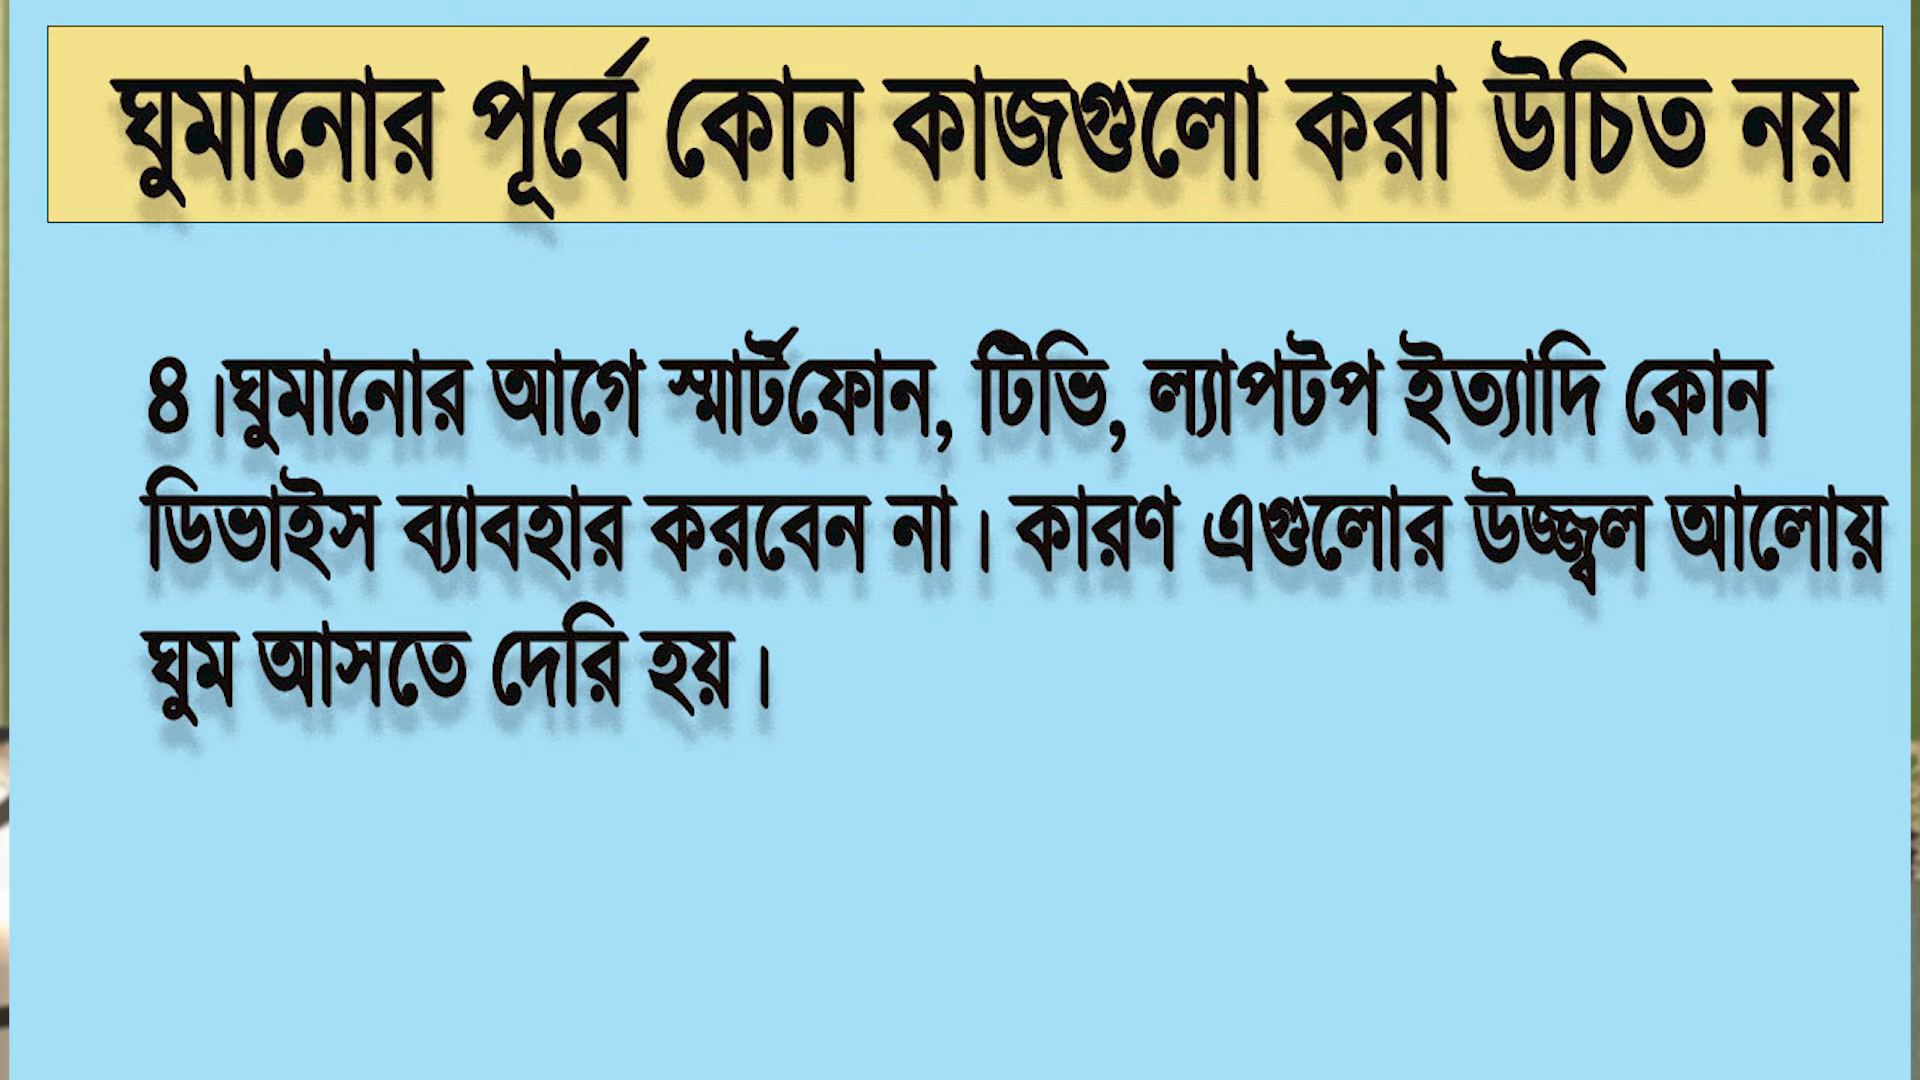 ঘুমানোর পূর্বে কোন কাজগুলো করা উচিত নয়
৪।ঘুমানোর আগে স্মার্টফোন, টিভি, ল্যাপটপ ইত্যাদি কোন
ডিভাইস ব্যাবহার করবেন না। কারণ এগুলোর উজ্জ্বল আলোয়
ঘুম আসতে দেরি হয়।